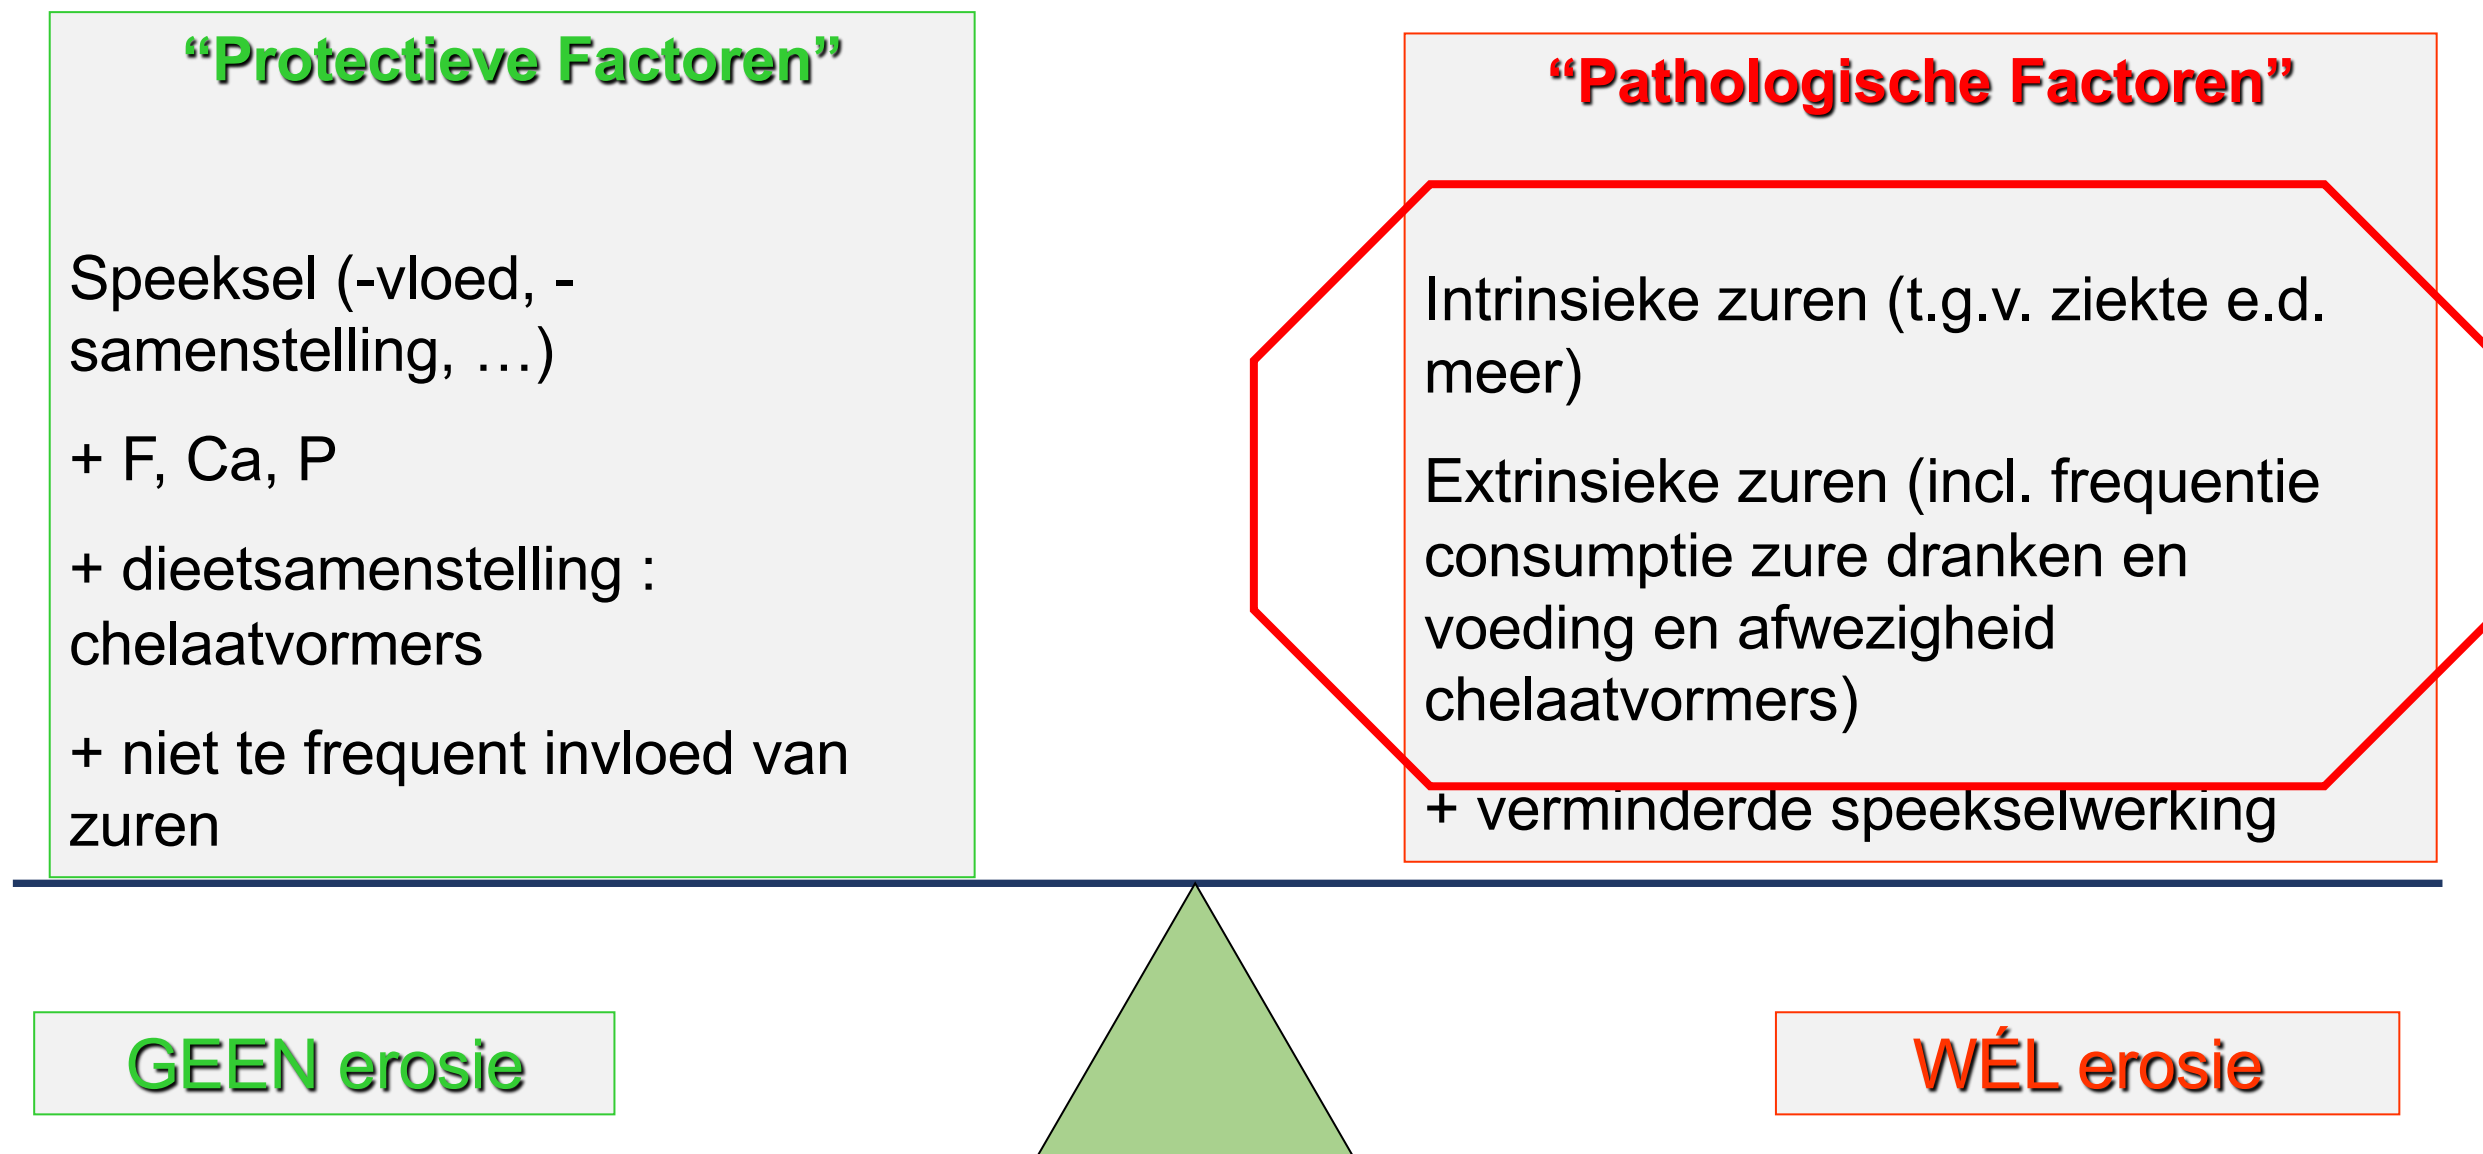 “Protectieve Factoren”
Speeksel (-vloed, -
samenstelling, …)
+ F, Ca, P
+ dieetsamenstelling :
chelaatvormers
+ niet te frequent invloed van
zuren
“Pathologische Factoren”
Intrinsieke zuren (t.g.v. ziekte e.d.
meer)
Extrinsieke zuren (incl. frequentie
consumptie zure dranken en
voeding en afwezigheid
chelaatvormers)
+ verminderde speekselwerking
GEEN erosie
WÉL erosie